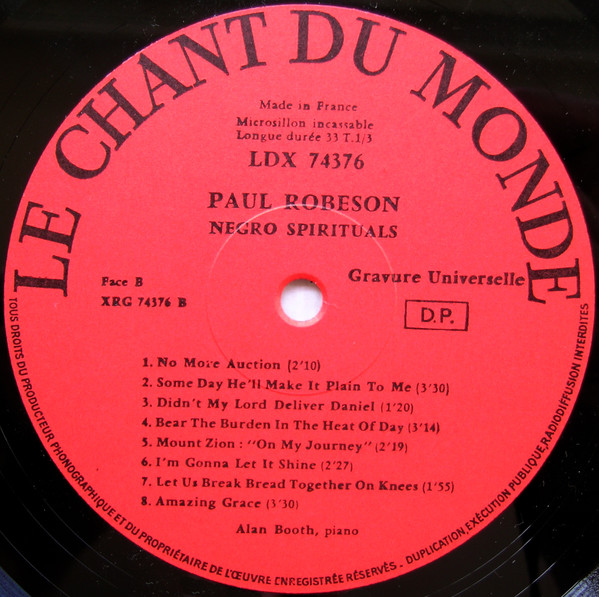 LE CHANT DU MONDE
Made in France
Microsillon incassable
Longue durée 33 T.1/3
LDX 74376
PAUL ROBESON
NEGRO SPIRITUALS
Face B
XRG 74376 B
Gravure Universelle
D.P.
1. No More Auction (2'10)
2. Some Day He'll Make It Plain To Me (3'30)
3. Didn't My Lord Deliver Daniel (1'20)
4. Bear The Burden In The Heat Of Day (3'14)
5. Mount Zion : "On My Journey" (2'19)
6. I'm Gonna Let It Shine (2'27)
7. Let Us Break Bread Together On Knees (1'55)
8. Amazing Grace (3'30)
Alan Booth, piano
TOUS DROITS DU PRODUCTEUR PHONOGRAPHIQUE ET DU PROPRIÉTAIRE DE L'ŒUVRE ENREGISTRÉE RÉSERVÉS. - DUPLICATION, EXÉCUTION PUBLIQUE, RADIODIFFUSION INTERDITES